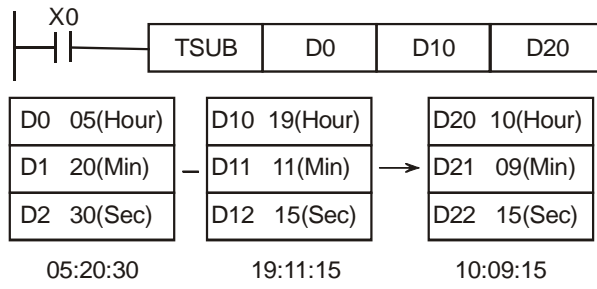 X0
TSUB D0 D10 D20
D0 05(Hour) D10 19(Hour) D20 10(Hour)
D1 20(Min) – D11 11(Min) → D21 09(Min)
D2 30(Sec) D12 15(Sec) D22 15(Sec)
05:20:30 19:11:15 10:09:15